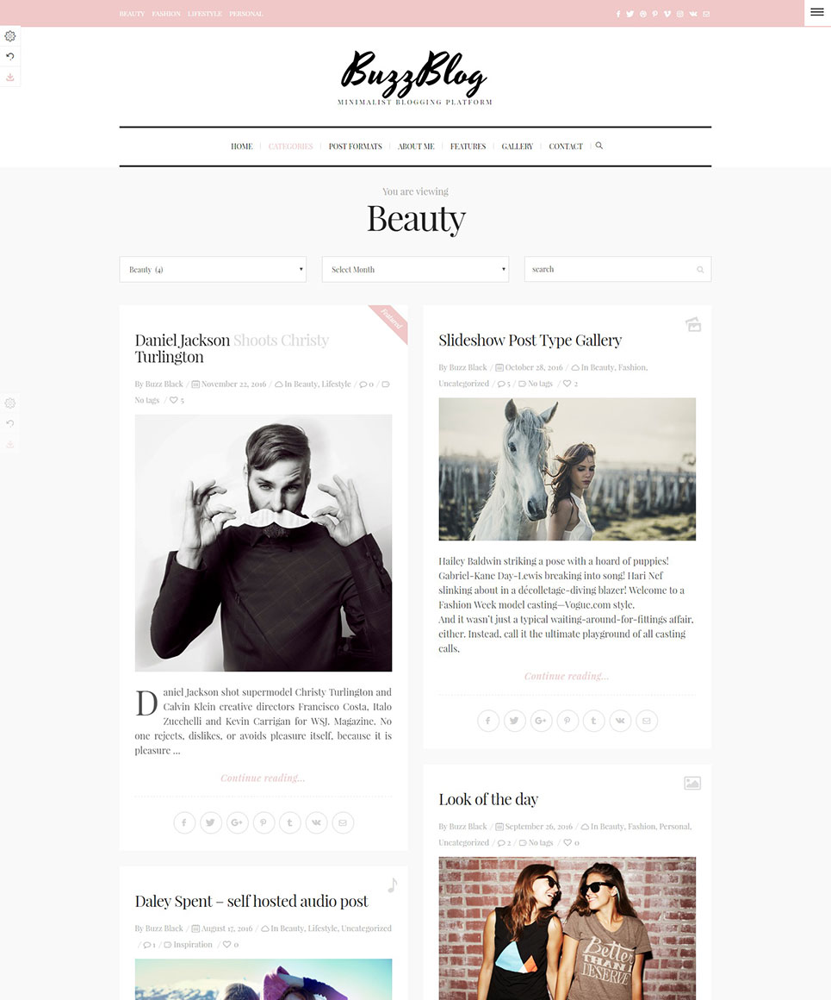 BEAUTY FASHION LIFESTYLE PERSONAL
BuzzBlog
MINIMALIST BLOGGING PLATFORM
HOME CATEGORIES POST FORMATS ABOUT ME FEATURES GALLERY CONTACT
You are viewing
Beauty
Beauty (4) Select Month search
Featured
Daniel Jackson Shoots Christy
Turlington
By Buzz Black / November 22, 2016 / In Beauty, Lifestyle / 0 /
No tags / 5
Daniel Jackson shot supermodel Christy Turlington and
Calvin Klein creative directors Francisco Costa, Italo
Zucchelli and Kevin Carrigan for WSJ. Magazine. No
one rejects, dislikes, or avoids pleasure itself, because it is
pleasure ...
Continue reading...
Daley Spent – self hosted audio post
By Buzz Black / August 17, 2016 / In Beauty, Lifestyle, Uncategorized
/ 1 / Inspiration / 0
Slideshow Post Type Gallery
By Buzz Black / October 28, 2016 / In Beauty, Fashion,
Uncategorized / 5 / No tags / 2
Hailey Baldwin striking a pose with a hoard of puppies!
Gabriel-Kane Day-Lewis breaking into song! Hari Nef
slinking about in a décolletage-diving blazer! Welcome to a
Fashion Week model casting—Vogue.com style.
And it wasn't just a typical waiting-around-for-fittings affair,
either. Instead, call it the ultimate playground of all casting
calls.
Continue reading...
Look of the day
By Buzz Black / September 26, 2016 / In Beauty, Fashion, Personal,
Uncategorized / 2 / No tags / 0
Better
THAN I
DESERVE